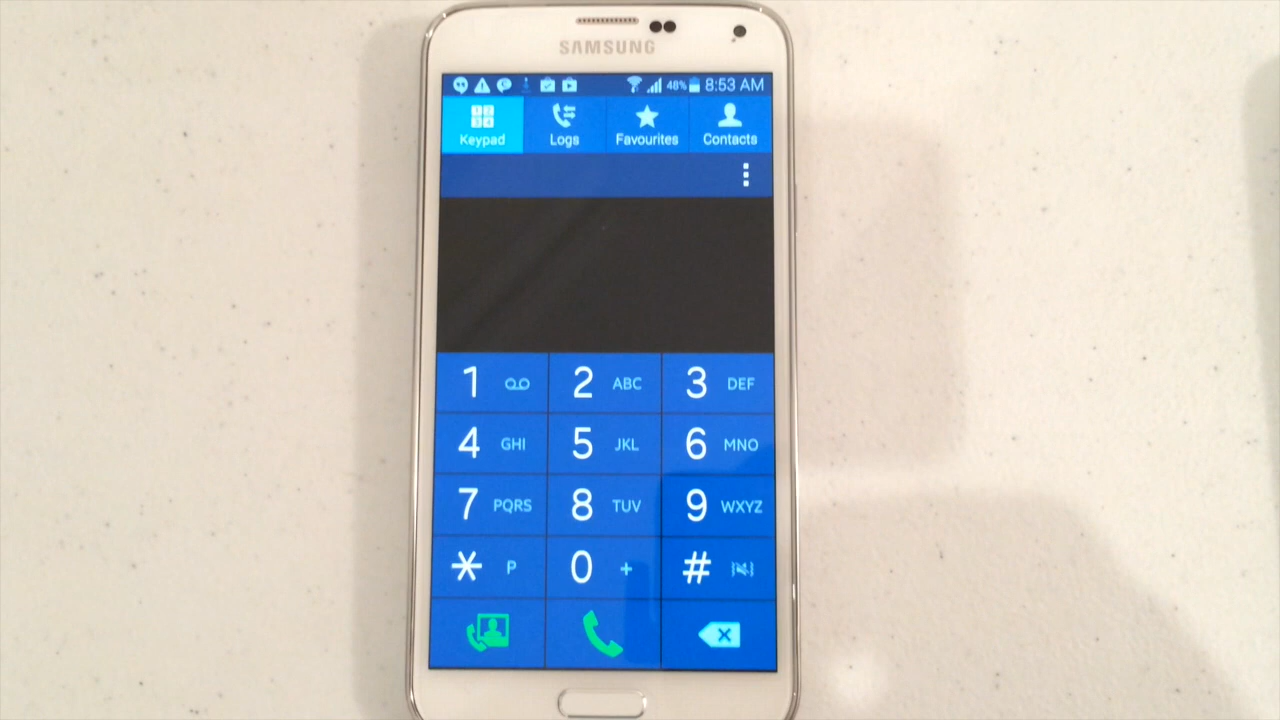 SAMSUNG
48% 8:53 AM
Keypad Logs Favourites Contacts
1 2 ABC 3 DEF
4 GHI 5 JKL 6 MNO
7 PQRS 8 TUV 9 WXYZ
* P 0 + #